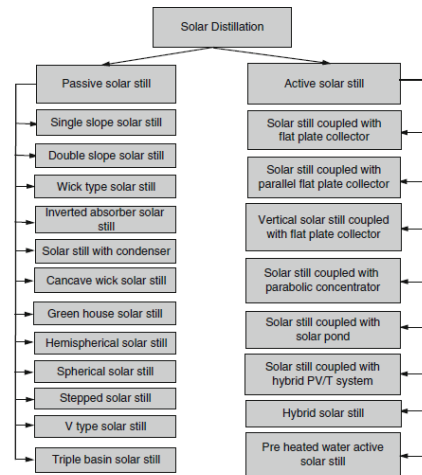 Solar Distillation
Passive solar still
Single slope solar still
Double slope solar still
Wick type solar still
Inverted absorber solar
still
Solar still with condenser
Cancave wick solar still
Green house solar still
Hemispherical solar still
Spherical solar still
Stepped solar still
V type solar still
Triple basin solar still
Active solar still
Solar still coupled with
flat plate collector
Solar still coupled with
parallel flat plate collector
Vertical solar still coupled
with flat plate collector
Solar still coupled with
parabolic concentrator
Solar still coupled with
solar pond
Solar still coupled with
hybrid PV/T system
Hybrid solar still
Pre heated water active
solar still